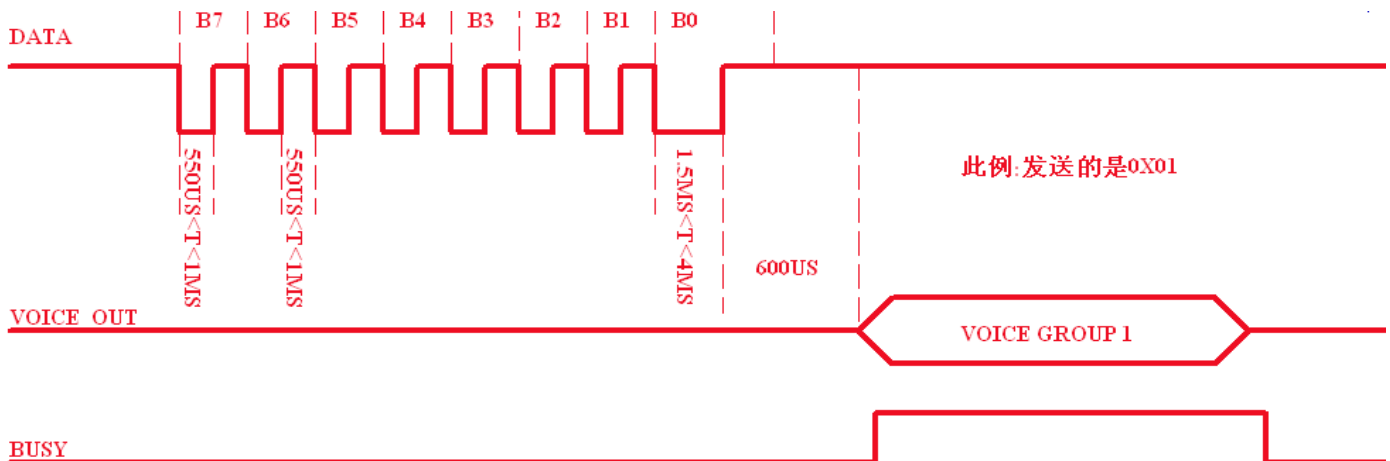 B7 B6 B5 B4 B3 B2 B1 B0
DATA
550US<T<1MS
550US<T<1MS
1.5MS<T<4MS
此例:发送的是0X01
600US
VOICE OUT
VOICE GROUP 1
BUSY